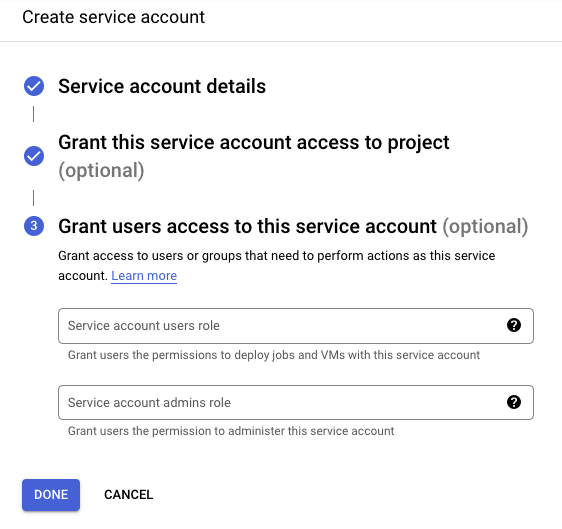 Create service account
Service account details
Grant this service account access to project
(optional)
3 Grant users access to this service account (optional)
Grant access to users or groups that need to perform actions as this service
account. Learn more
Service account users role ?
Grant users the permissions to deploy jobs and VMs with this service account
Service account admins role ?
Grant users the permission to administer this service account
DONE CANCEL